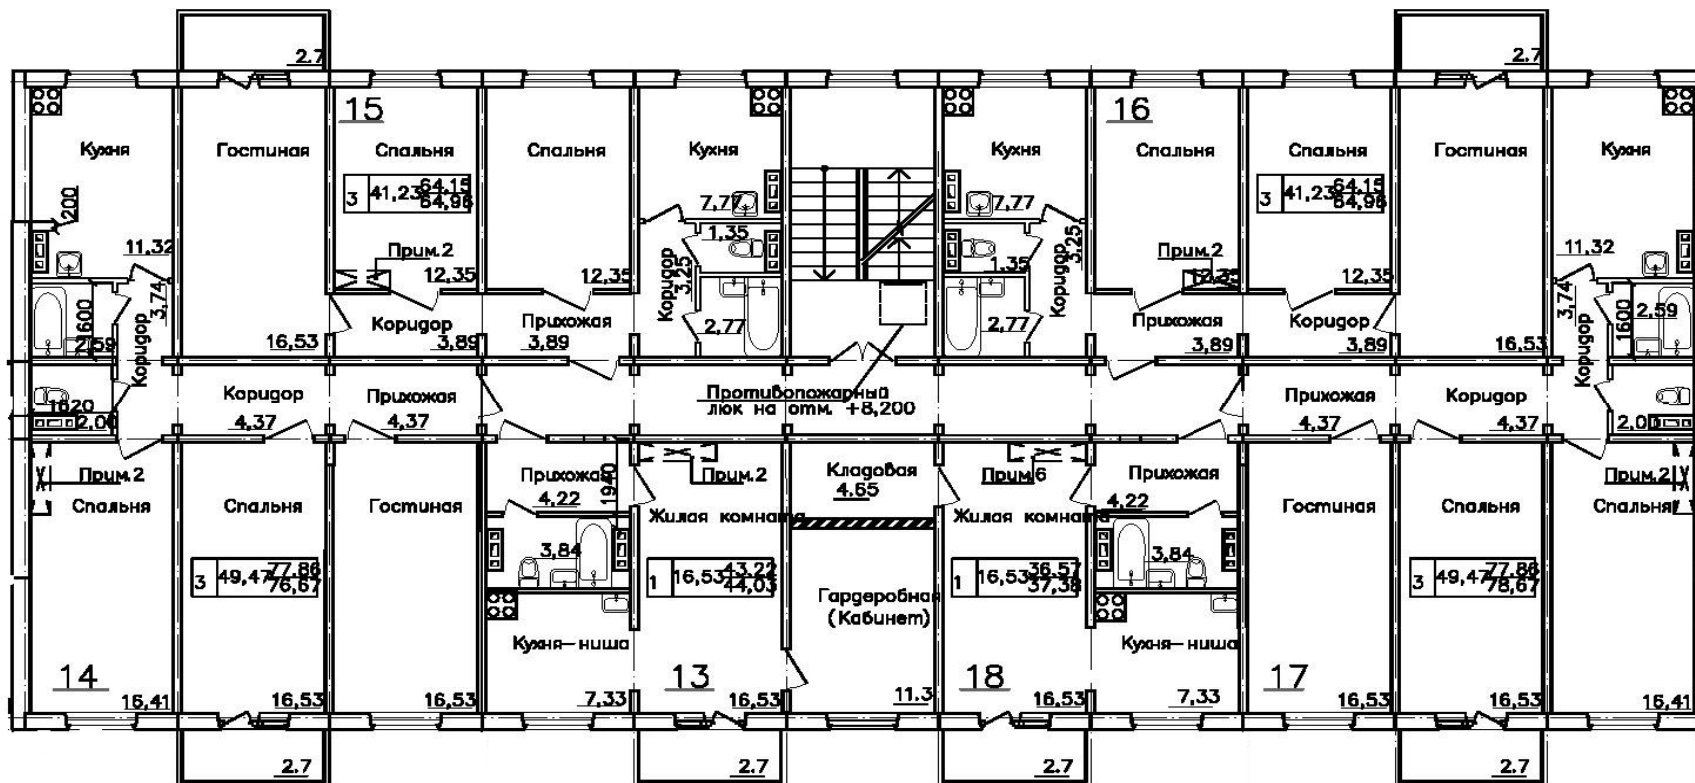 2.7
2.7
15
16
Кухня
Гостиная
Спальня
Спальня
Кухня
Кухня
Спальня
Спальня
Гостиная
Кухня
3 41,23 64,15
64,96
3 41,23 64,15
64,96
200
7,77
7,77
1,35
1,35
11,32
Прим.2
Прим.2
11,32
12,35
12,35
12,35
12,35
3,74
Коридор
3,25
Коридор
3,25
3,74
1600
2,59
Коридор
16,53
Коридор
3,89
Прихожая
3,89
2,77
2,77
Прихожая
3,89
Коридор
3,89
16,53
Коридор
1600
2,59
Противопожарный
люк на отм. +8,200
1620
2,00
Коридор
4,37
Прихожая
4,37
Прихожая
4,37
Коридор
4,37
2,00
Прим.2
Спальня
Спальня
Гостиная
Прихожая
4,22
1940
Прим.2
Жилая комната
Кладовая
4.65
Прим.6
Жилая комната
Прихожая
4,22
Гостиная
Спальня
Прим.2
Спальня
3,84
3,84
3 49,47 77,86
76,67
1 16,53 43,22
44,03
1 16,53 36,57
37,38
3 49,47 77,86
78,67
Гардеробная
(Кабинет)
Кухня-ниша
Кухня-ниша
14
13
18
17
16,41
16,53
16,53
7,33
16,53
11.3
16,53
7,33
16,53
16,53
16,41
2.7
2.7
2.7
2.7